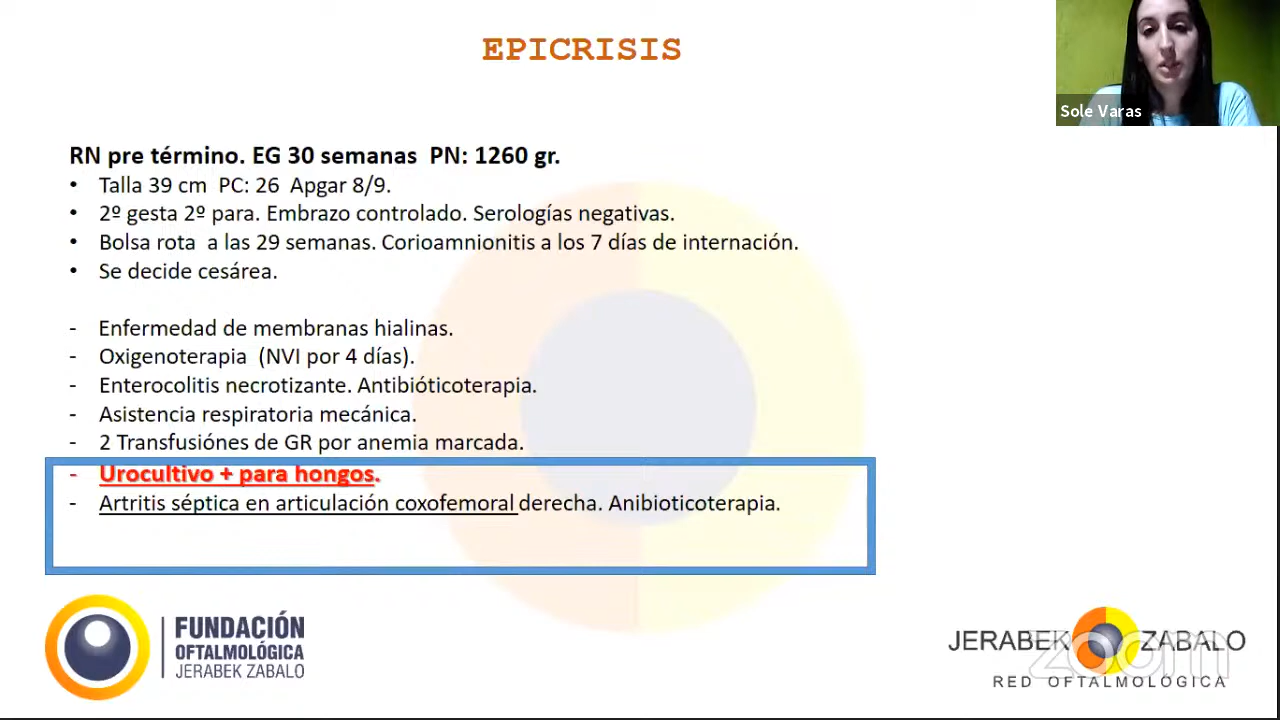 EPICRISIS
Sole Varas
RN pre término. EG 30 semanas PN: 1260 gr.
• Talla 39 cm PC: 26 Apgar 8/9.
• 2º gesta 2º para. Embrazo controlado. Serologías negativas.
• Bolsa rota a las 29 semanas. Corioamnionitis a los 7 días de internación.
• Se decide cesárea.
- Enfermedad de membranas hialinas.
- Oxigenoterapia (NVI por 4 días).
- Enterocolitis necrotizante. Antibióticoterapia.
- Asistencia respiratoria mecánica.
- 2 Transfusiónes de GR por anemia marcada.
- Urocultivo + para hongos.
- Artritis séptica en articulación coxofemoral derecha. Anibioticoterapia.
FUNDACIÓN
OFTALMOLÓGICA
JERABEK ZABALO
JERABEK ZABALO
zoom
RED OFTALMOLÓGICA